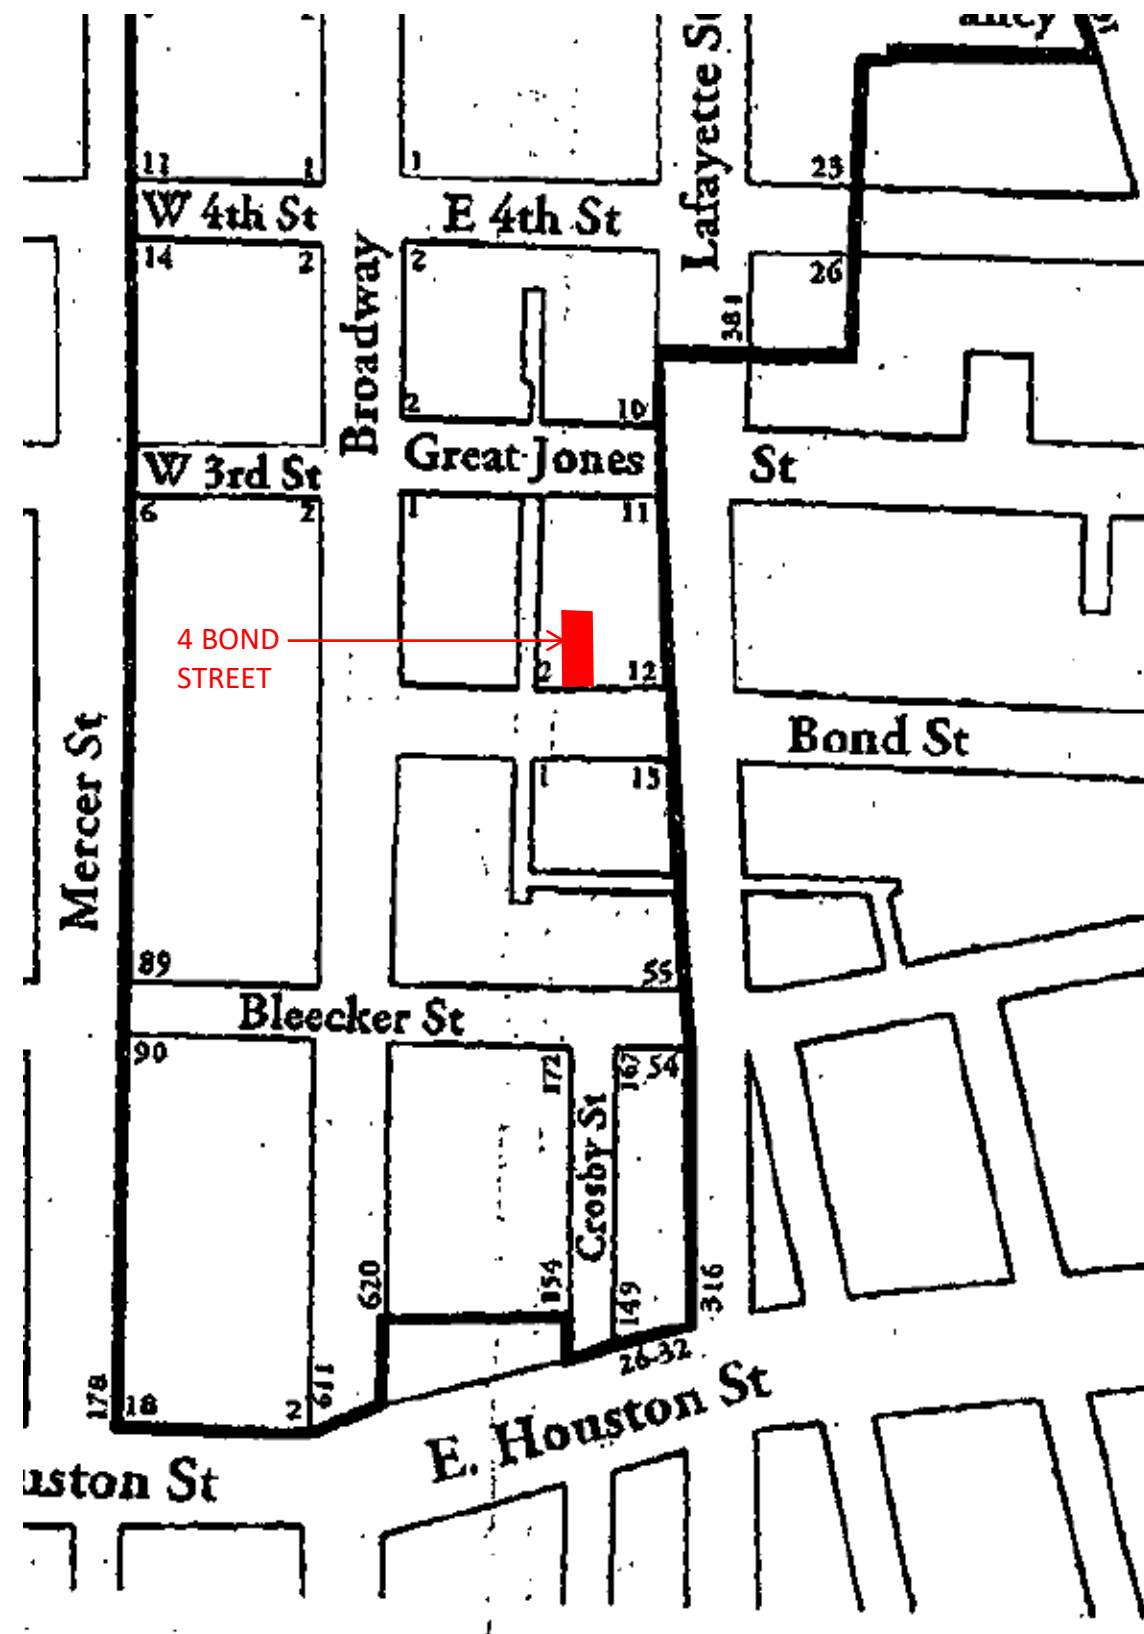 Lafayette St
11
1
1
23
W 4th St
E 4th St
14
2
2
26
Broadway
381
2
10
Great Jones
St
W 3rd St
6
2
1
11
4 BOND
STREET
2
12
Mercer St
Bond St
1
13
89
55
Bleecker St
90
172
167
54
Crosby St
620
154
149
316
26-32
178
18
2
611
E. Houston St
uston St